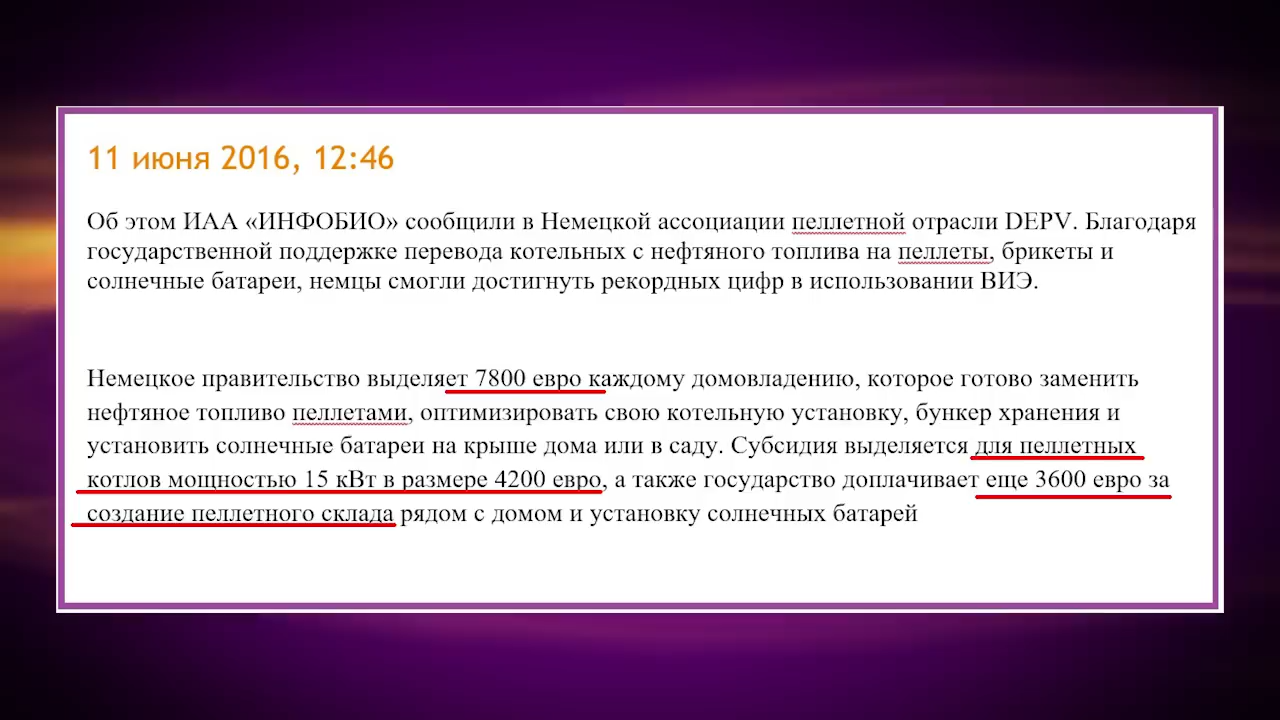 11 июня 2016, 12:46
Об этом ИАА «ИНФОБИО» сообщили в Немецкой ассоциации пеллетной отрасли DEPV. Благодаря
государственной поддержке перевода котельных с нефтяного топлива на пеллеты, брикеты и
солнечные батареи, немцы смогли достигнуть рекордных цифр в использовании ВИЭ.
Немецкое правительство выделяет 7800 евро каждому домовладению, которое готово заменить
нефтяное топливо пеллетами, оптимизировать свою котельную установку, бункер хранения и
установить солнечные батареи на крыше дома или в саду. Субсидия выделяется для пеллетных
котлов мощностью 15 кВт в размере 4200 евро, а также государство доплачивает еще 3600 евро за
создание пеллетного склада рядом с домом и установку солнечных батарей